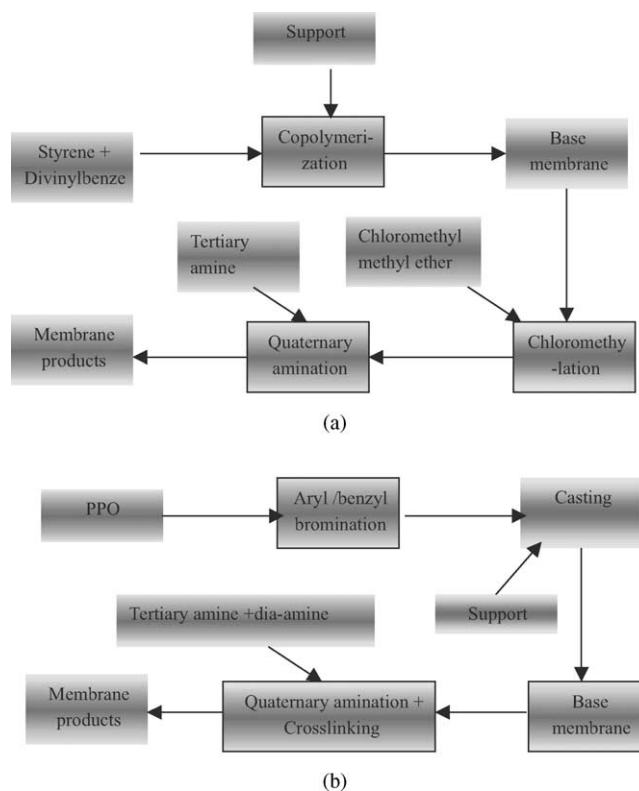 Support
Styrene +
Divinylbenze
Copolymeri-
zation
Base
membrane
Tertiary
amine
Chloromethyl
methyl ether
Membrane
products
Quaternary
amination
Chloromethy
-lation
(a)
PPO
Aryl /benzyl
bromination
Casting
Tertiary amine +dia-amine
Support
Membrane
products
Quaternary amination +
Crosslinking
Base
membrane
(b)